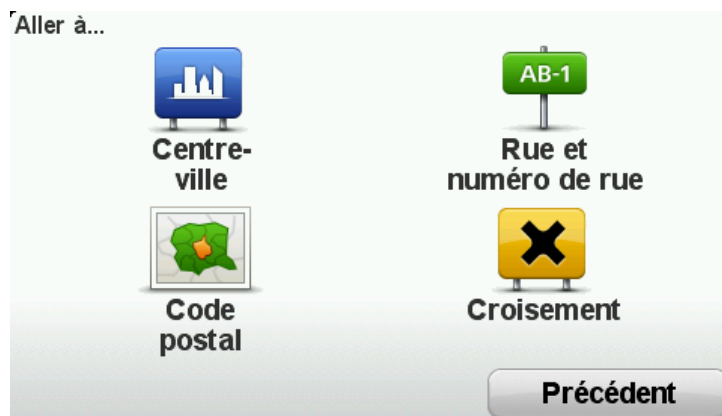 Aller à...
AB-1
Centre-
ville
Rue et
numéro de rue
Code
postal
Croisement
Précédent